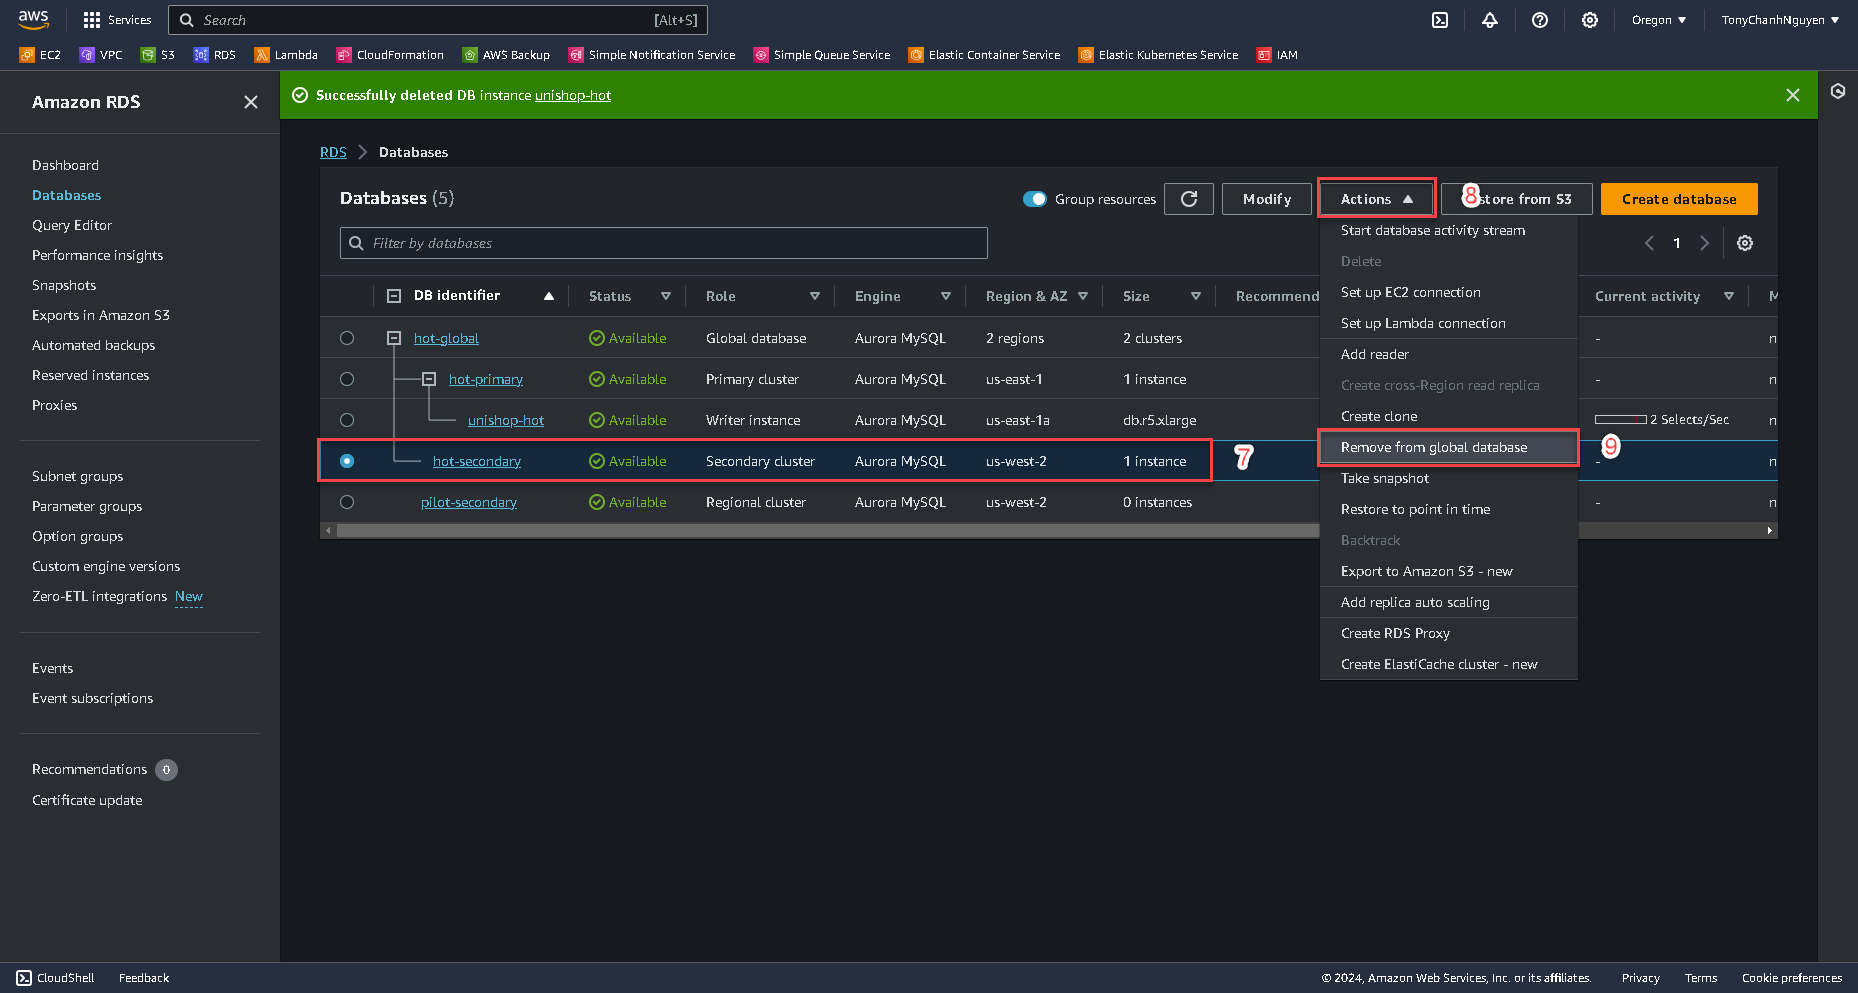 aws
Services
Search
[Alt+S]
Oregon ▼
TonyChanhNguyen ▼
EC2
VPC
S3
RDS
Lambda
CloudFormation
AWS Backup
Simple Notification Service
Simple Queue Service
Elastic Container Service
Elastic Kubernetes Service
IAM
Amazon RDS
Dashboard
Databases
Query Editor
Performance insights
Snapshots
Exports in Amazon S3
Automated backups
Reserved instances
Proxies
Subnet groups
Parameter groups
Option groups
Custom engine versions
Zero-ETL integrations New
Events
Event subscriptions
Recommendations 0
Certificate update
Successfully deleted DB instance unishop-hot
RDS > Databases
Databases (5)
Group resources
Modify
Actions ▲
8
store from S3
Create database
Filter by databases
1
DB identifier ▲ Status Role Engine Region & AZ Size Recommend Current activity M
hot-global Available Global database Aurora MySQL 2 regions 2 clusters - n
hot-primary Available Primary cluster Aurora MySQL us-east-1 1 instance - n
unishop-hot Available Writer instance Aurora MySQL us-east-1a db.r5.xlarge 2 Selects/Sec n
hot-secondary Available Secondary cluster Aurora MySQL us-west-2 1 instance 7 -
pilot-secondary Available Regional cluster Aurora MySQL us-west-2 0 instances - n
Start database activity stream
Delete
Set up EC2 connection
Set up Lambda connection
Add reader
Create cross-Region read replica
Create clone
Remove from global database
9
Take snapshot
Restore to point in time
Backtrack
Export to Amazon S3 - new
Add replica auto scaling
Create RDS Proxy
Create ElastiCache cluster - new
CloudShell
Feedback
© 2024, Amazon Web Services, Inc. or its affiliates.
Privacy
Terms
Cookie preferences